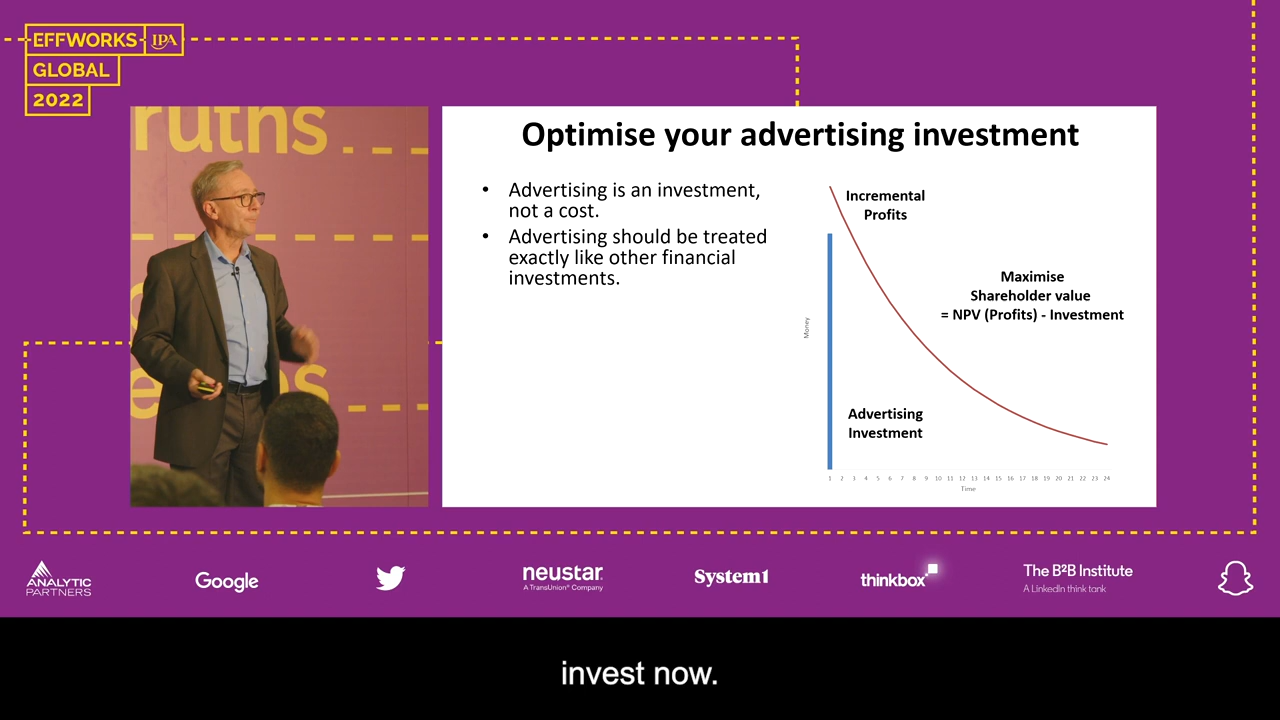 EFFWORKS IPA
GLOBAL
2022
ruths
es
Optimise your advertising investment
• Advertising is an investment,
not a cost.
• Advertising should be treated
exactly like other financial
investments.
Incremental
Profits
Maximise
Shareholder value
= NPV (Profits) - Investment
Advertising
Investment
Money
1 2 3 4 5 6 7 8 9 10 11 12 13 14 15 16 17 18 19 20 21 22 23 24
Time
ANALYTIC
PARTNERS
Google
neustar
A TransUnion® Company
System1
thinkbox
The B²B Institute
A LinkedIn think tank
invest now.